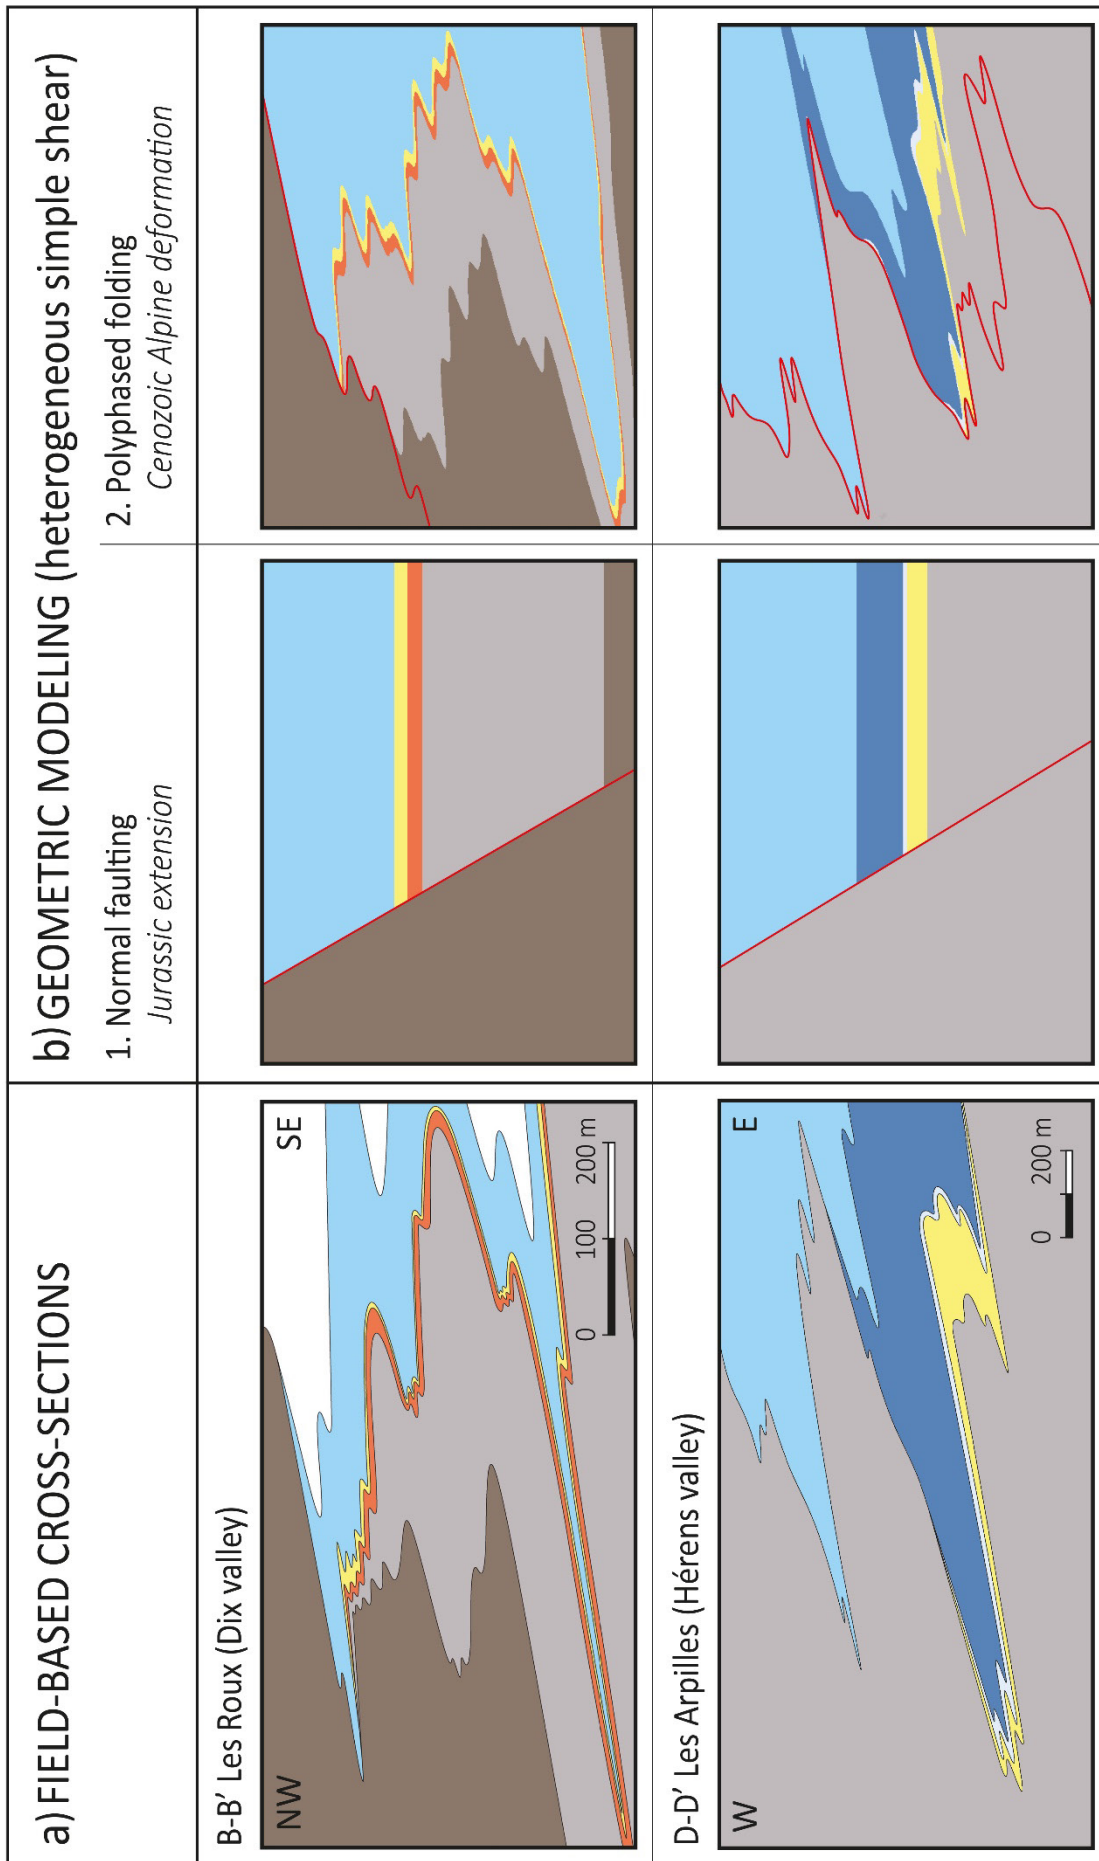 a) FIELD-BASED CROSS-SECTIONS
b) GEOMETRIC MODELING (heterogeneous simple shear)
1. Normal faulting
Jurassic extension
2. Polyphased folding
Cenozoic Alpine deformation
B-B' Les Roux (Dix valley)
NW
SE
0 100 200 m
D-D' Les Arpilles (Hérens valley)
W
E
0 200 m